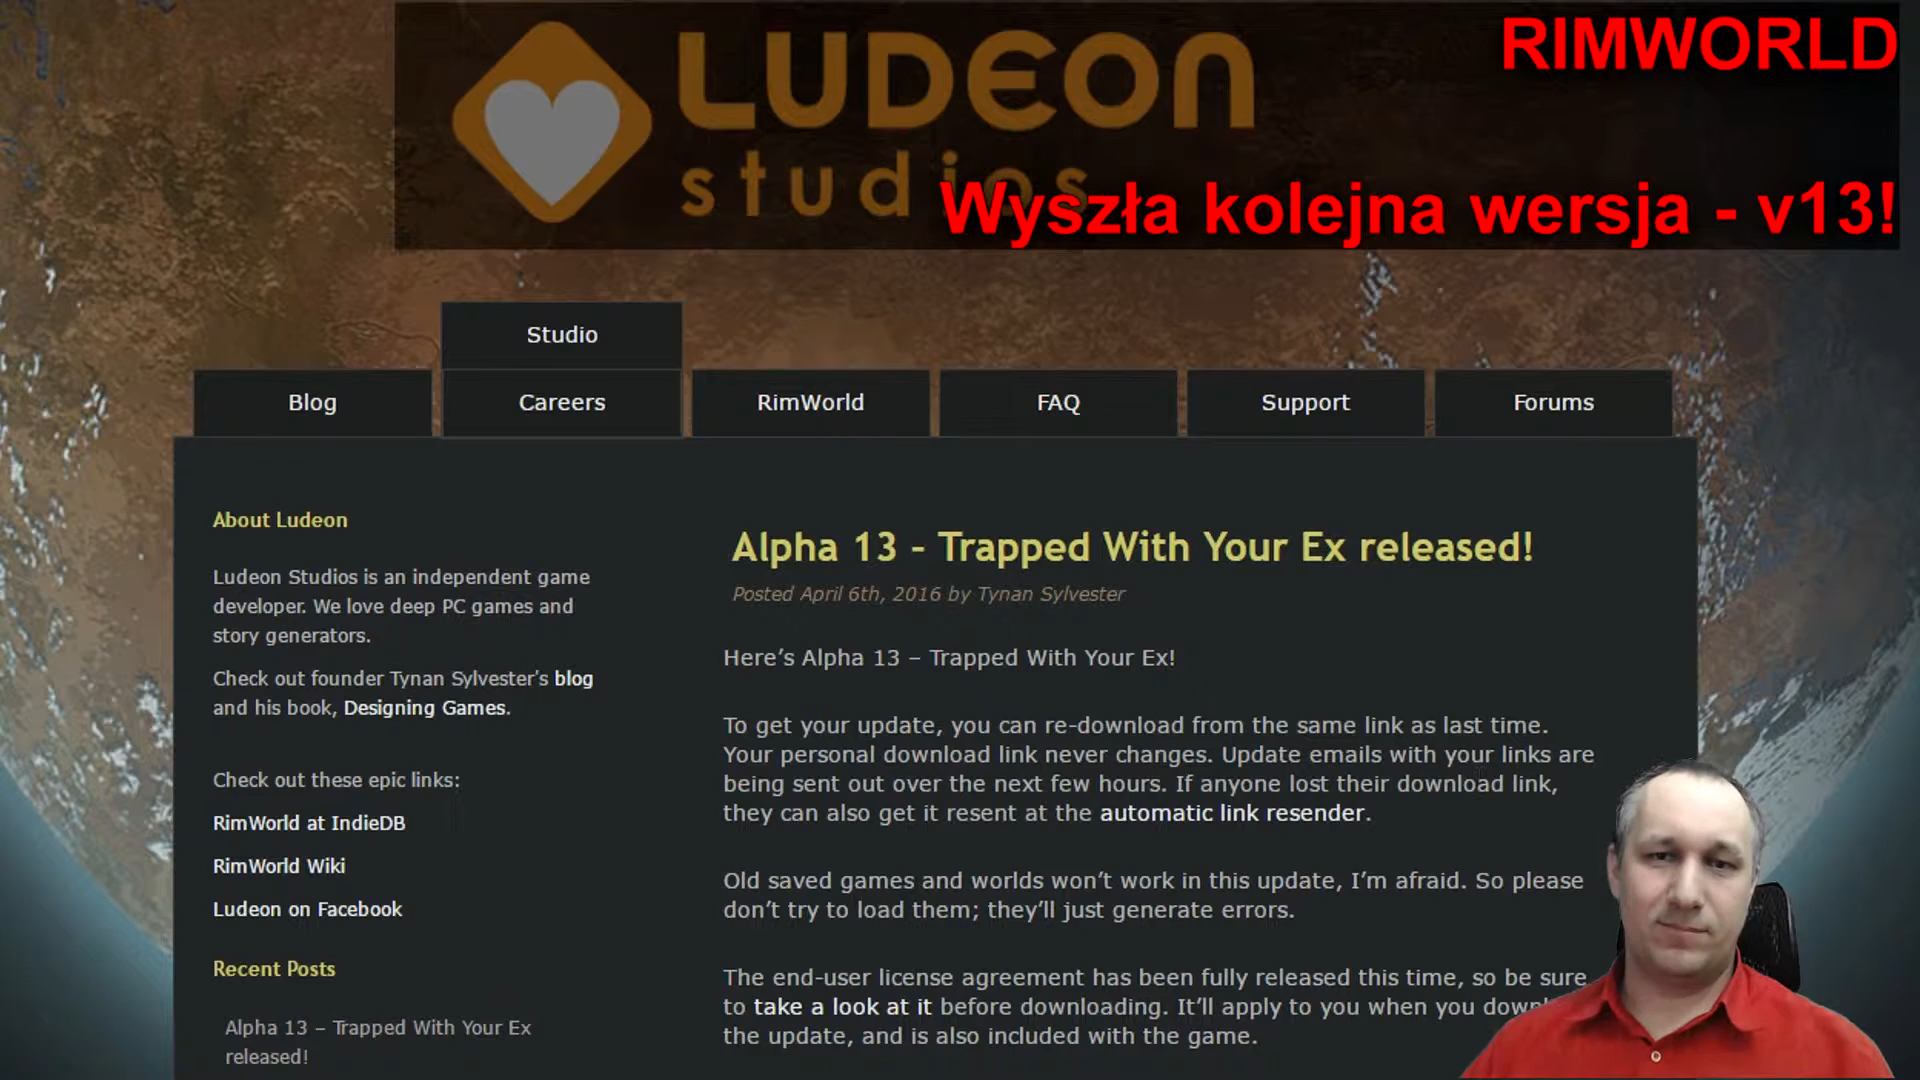 LUDEON
studios
RIMWORLD
Wyszła kolejna wersja - v13!
Studio
Blog
Careers
RimWorld
FAQ
Support
Forums
About Ludeon
Ludeon Studios is an independent game
developer. We love deep PC games and
story generators.
Check out founder Tynan Sylvester's blog
and his book, Designing Games.
Check out these epic links:
RimWorld at IndieDB
RimWorld Wiki
Ludeon on Facebook
Recent Posts
Alpha 13 – Trapped With Your Ex
released!
Alpha 13 – Trapped With Your Ex released!
Posted April 6th, 2016 by Tynan Sylvester
Here's Alpha 13 – Trapped With Your Ex!
To get your update, you can re-download from the same link as last time.
Your personal download link never changes. Update emails with your links are
being sent out over the next few hours. If anyone lost their download link,
they can also get it resent at the automatic link resender.
Old saved games and worlds won't work in this update, I'm afraid. So please
don't try to load them; they'll just generate errors.
The end-user license agreement has been fully released this time, so be sure
to take a look at it before downloading. It'll apply to you when you
the update, and is also included with the game.